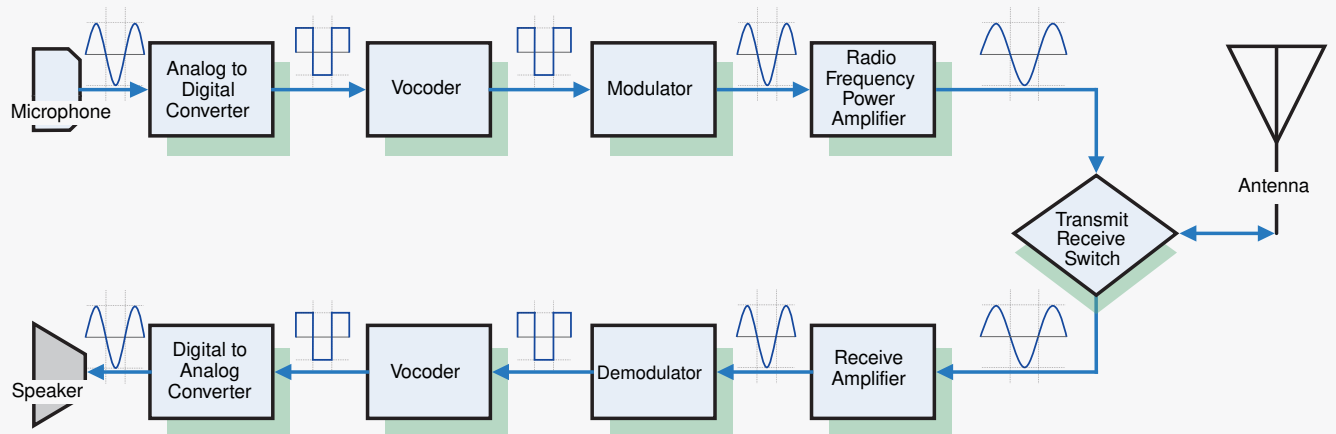 Microphone
Analog to
Digital
Converter
Vocoder
Modulator
Radio
Frequency
Power
Amplifier
Antenna
Transmit
Receive
Switch
Speaker
Digital to
Analog
Converter
Vocoder
Demodulator
Receive
Amplifier